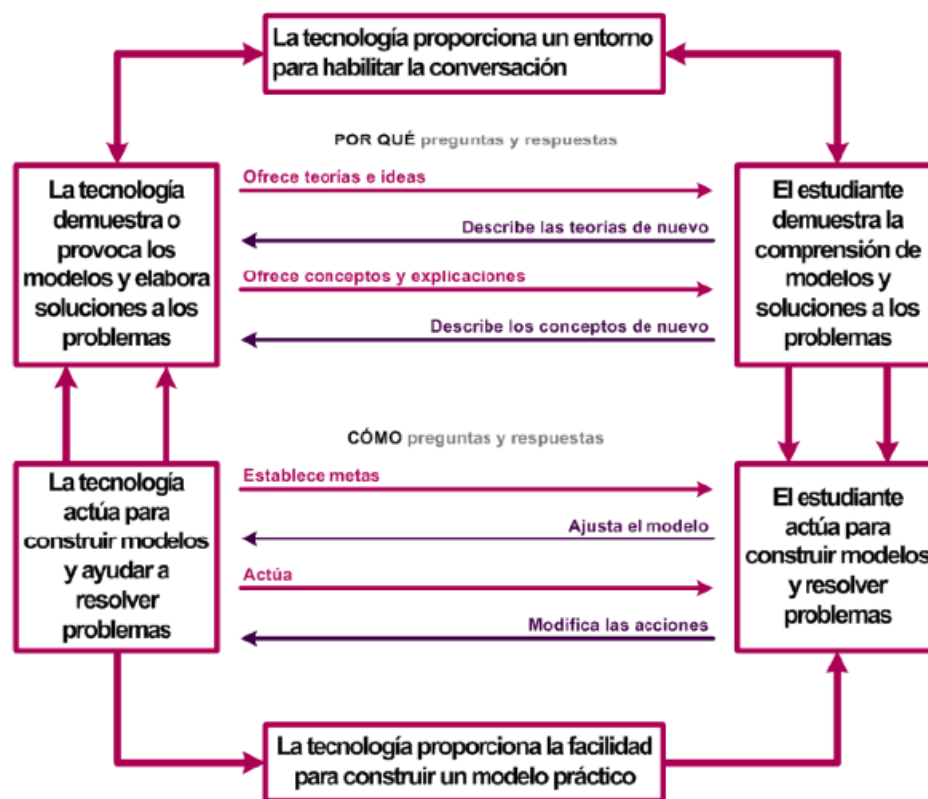 La tecnología proporciona un entorno
para habilitar la conversación
POR QUÉ preguntas y respuestas
La tecnología
demuestra o
provoca los
modelos y elabora
soluciones a los
problemas
Ofrece teorías e ideas
Describe las teorías de nuevo
Ofrece conceptos y explicaciones
Describe los conceptos de nuevo
El estudiante
demuestra la
comprensión de
modelos y
soluciones a los
problemas
CÓMO preguntas y respuestas
La tecnología
actúa para
construir modelos
y ayudar a
resolver
problemas
Establece metas
Ajusta el modelo
Actúa
Modifica las acciones
El estudiante
actúa para
construir modelos
y resolver
problemas
La tecnología proporciona la facilidad
para construir un modelo práctico